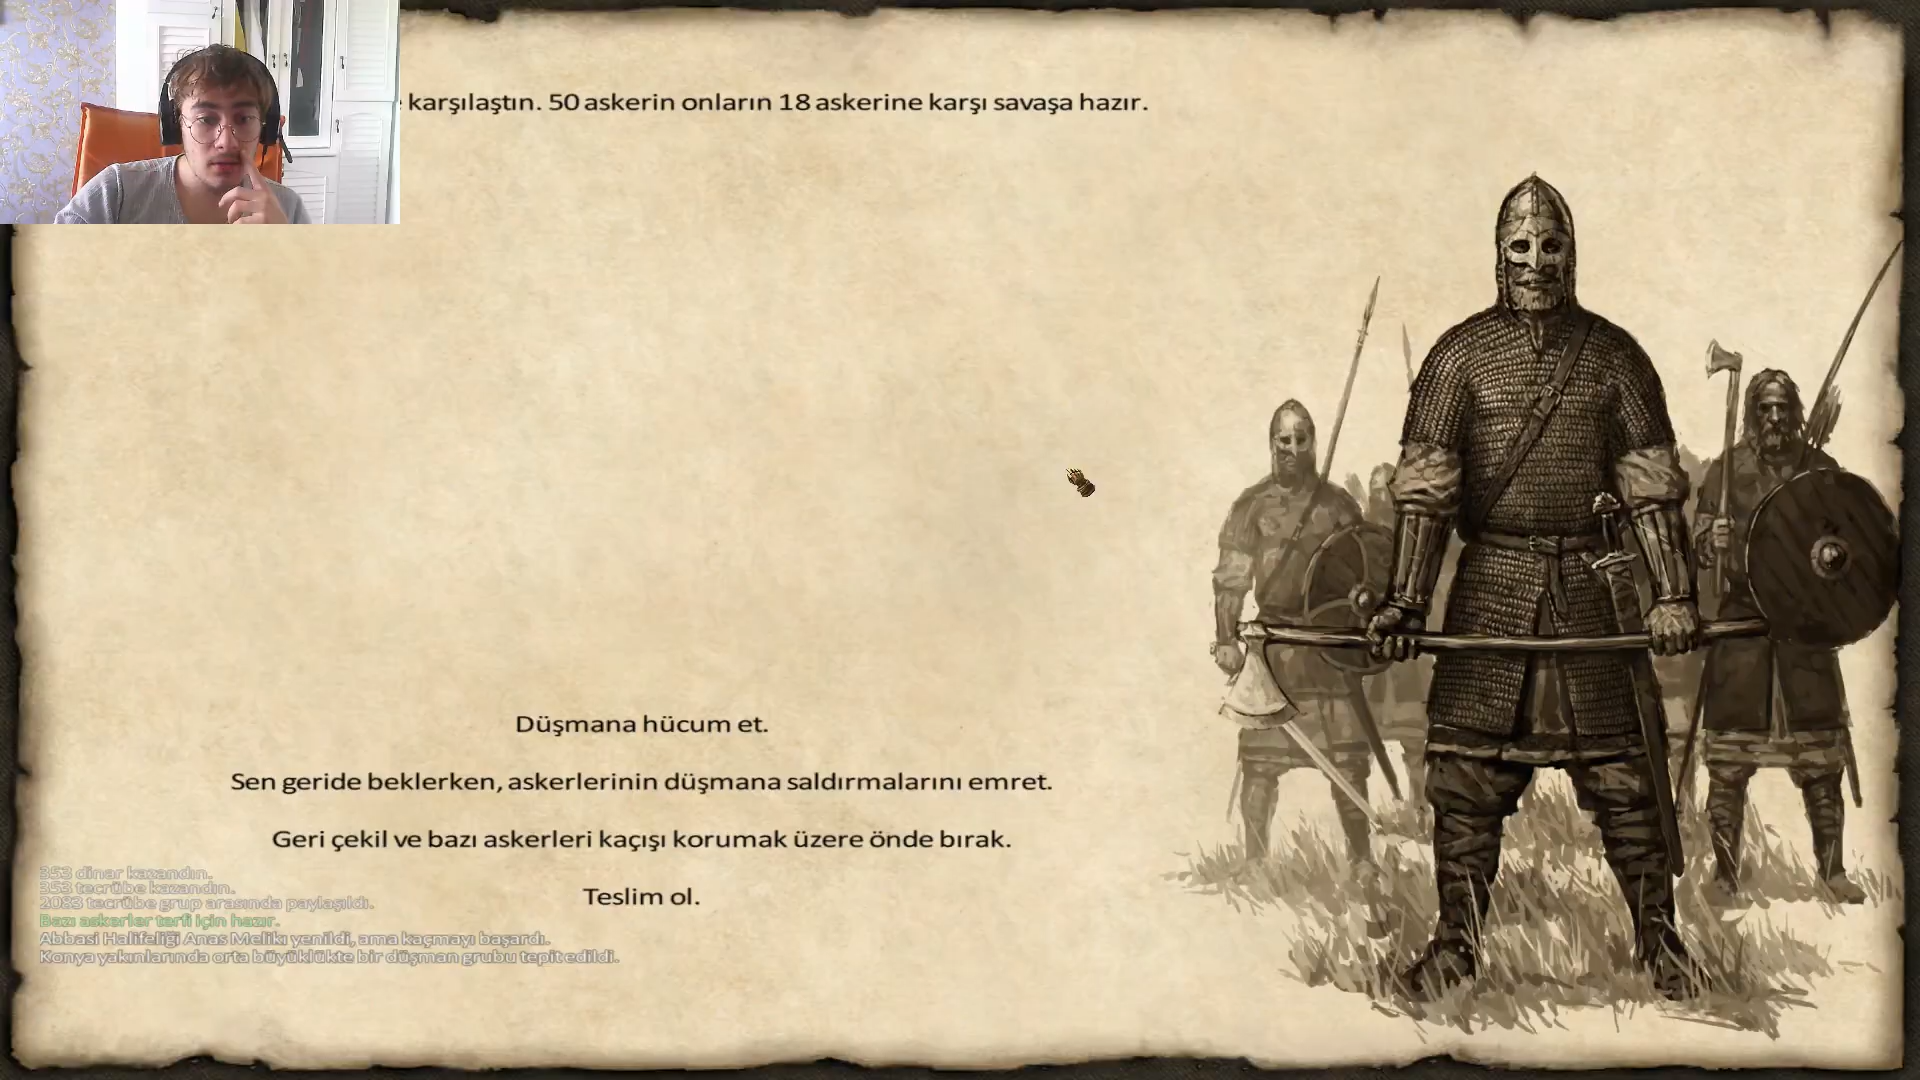 karşılaştın. 50 askerin onların 18 askerine karşı savaşa hazır.
Düşmana hücum et.
Sen geride beklerken, askerlerinin düşmana saldırmalarını emret.
Geri çekil ve bazı askerleri kaçışı korumak üzere önde bırak.
Teslim ol.
353 dinar kazandın.
353 tecrübe kazandın.
2083 tecrübe grup arasında paylaşıldı.
Bazı askerler terfi için hazır.
Abbasi Halifeliği Anas Meliki yenildi, ama kaçmayı başardı.
Konya yakınlarında orta büyüklükte bir düşman grubu tepit edildi.